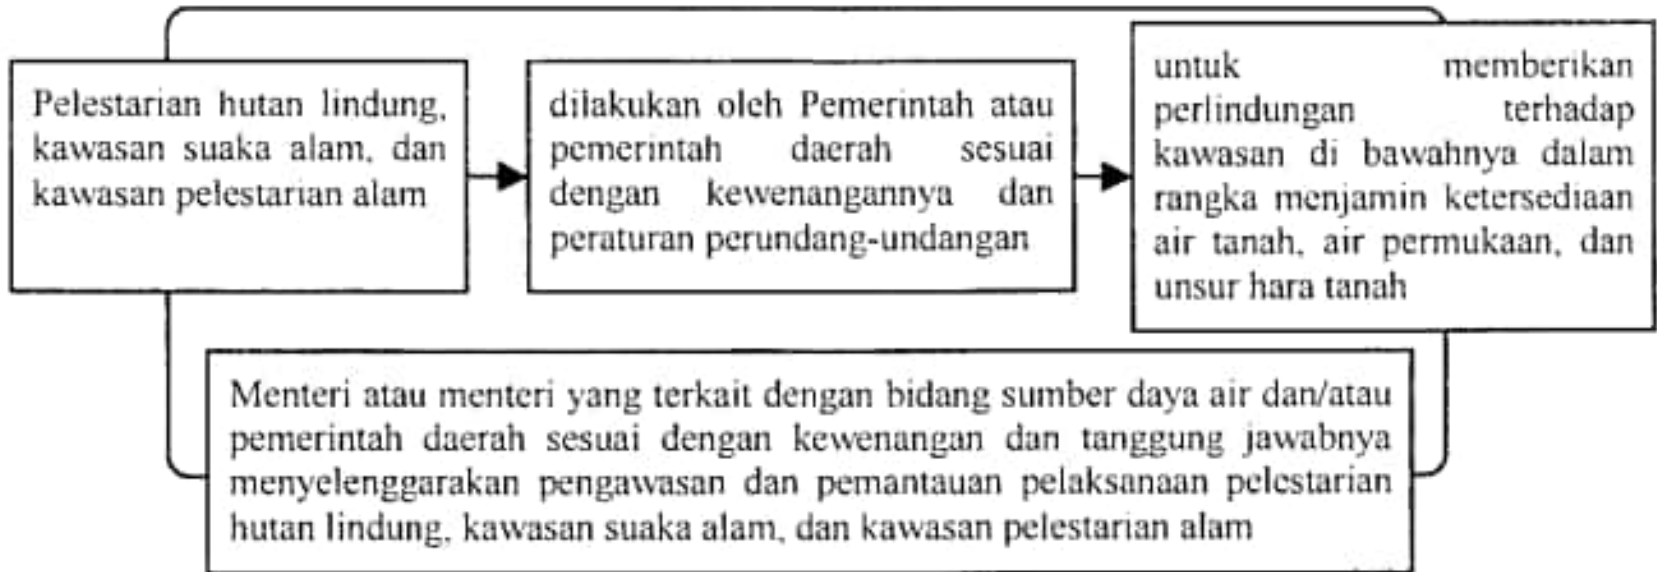 Pelestarian hutan lindung,
kawasan suaka alam, dan
kawasan pelestarian alam
dilakukan oleh Pemerintah atau
pemerintah daerah sesuai
dengan kewenangannya dan
peraturan perundang-undangan
untuk memberikan
perlindungan terhadap
kawasan di bawahnya dalam
rangka menjamin ketersediaan
air tanah, air permukaan, dan
unsur hara tanah
Menteri atau menteri yang terkait dengan bidang sumber daya air dan/atau
pemerintah daerah sesuai dengan kewenangan dan tanggung jawabnya
menyelenggarakan pengawasan dan pemantauan pelaksanaan pelestarian
hutan lindung, kawasan suaka alam, dan kawasan pelestarian alam